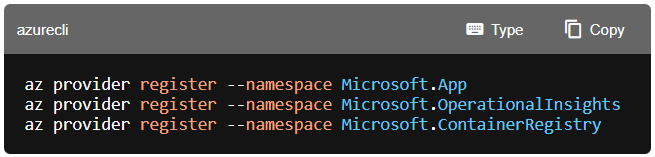 azurecli
Type
Copy
az provider register --namespace Microsoft.App
az provider register --namespace Microsoft.OperationalInsights
az provider register --namespace Microsoft.ContainerRegistry